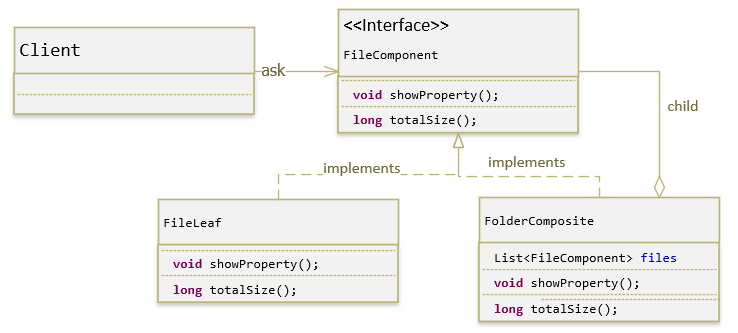 Client
ask
<<Interface>>
FileComponent
void showProperty();
long totalSize();
child
implements
implements
FileLeaf
void showProperty();
long totalSize();
FolderComposite
List<FileComponent> files
void showProperty();
long totalSize();